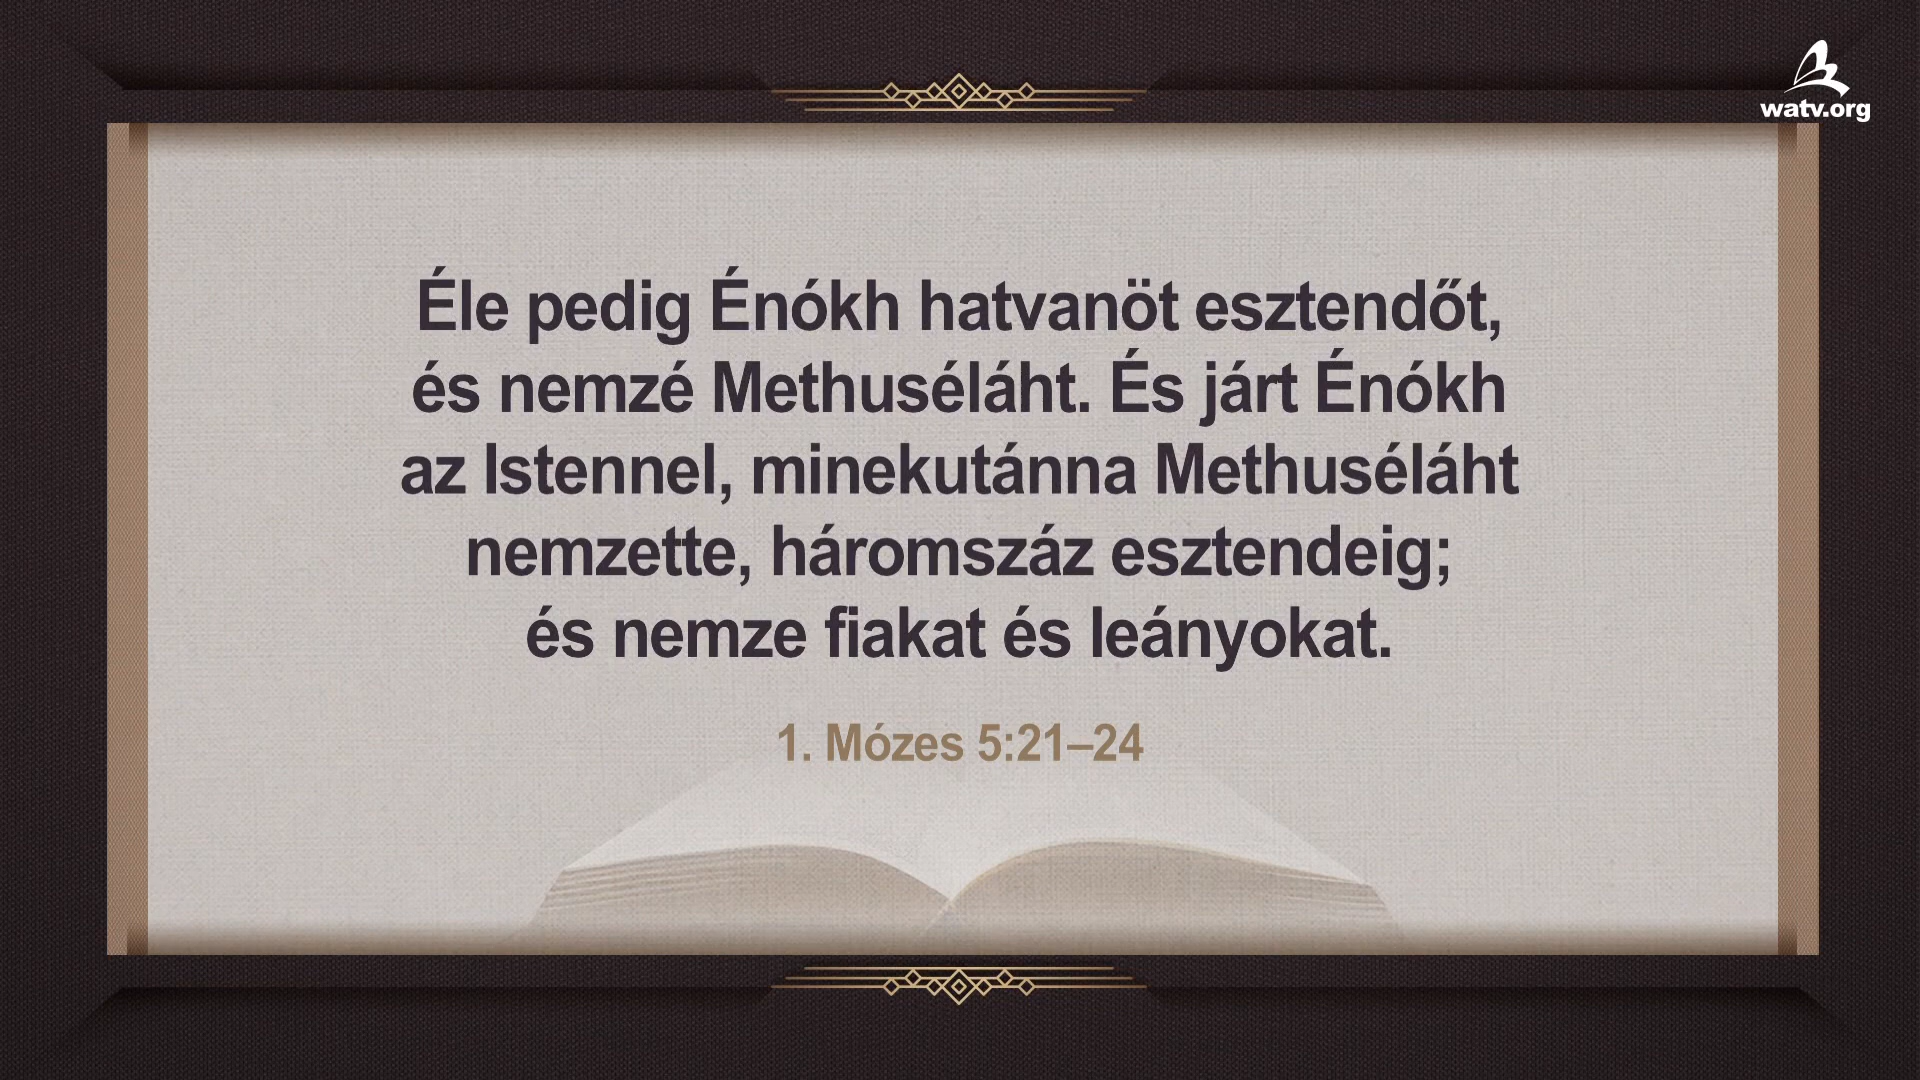 watv.org
Éle pedig Énókh hatvanöt esztendőt,
és nemzé Methuséláht. És járt Énókh
az Istennel, minekutánna Methuséláht
nemzette, háromszáz esztendeig;
és nemze fiakat és leányokat.
1. Mózes 5:21–24